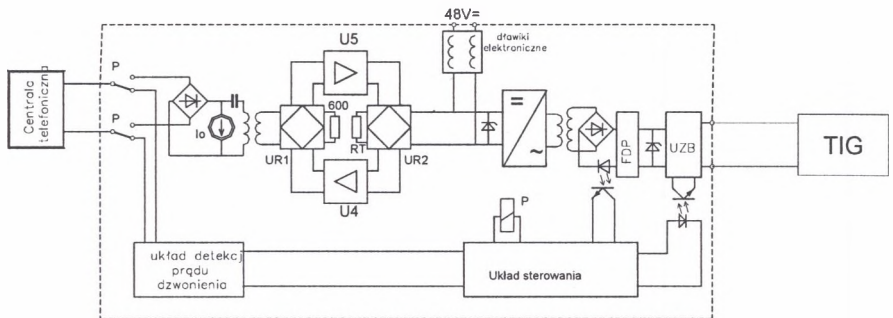 48V=
dławiki
elektroniczne
U5
P
P
Centrala
telefoniczna
Io
600
RT
UR1
UR2
U4
=
~
FDP
UZB
TIG
P
układ detekcj
prądu
dzwonienia
Układ sterowania